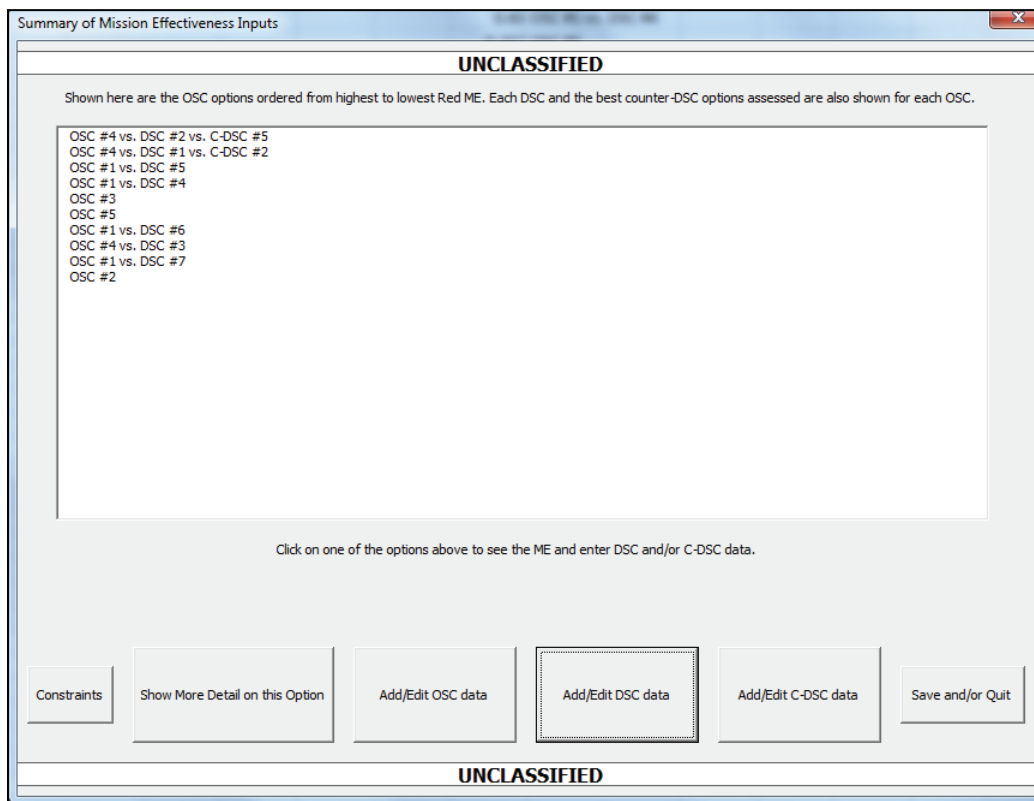 Summary of Mission Effectiveness Inputs
X
UNCLASSIFIED
Shown here are the OSC options ordered from highest to lowest Red ME. Each DSC and the best counter-DSC options assessed are also shown for each OSC.
OSC #4 vs. DSC #2 vs. C-DSC #5
OSC #4 vs. DSC #1 vs. C-DSC #2
OSC #1 vs. DSC #5
OSC #1 vs. DSC #4
OSC #3
OSC #5
OSC #1 vs. DSC #6
OSC #4 vs. DSC #3
OSC #1 vs. DSC #7
OSC #2
Click on one of the options above to see the ME and enter DSC and/or C-DSC data.
Constraints
Show More Detail on this Option
Add/Edit OSC data
Add/Edit DSC data
Add/Edit C-DSC data
Save and/or Quit
UNCLASSIFIED